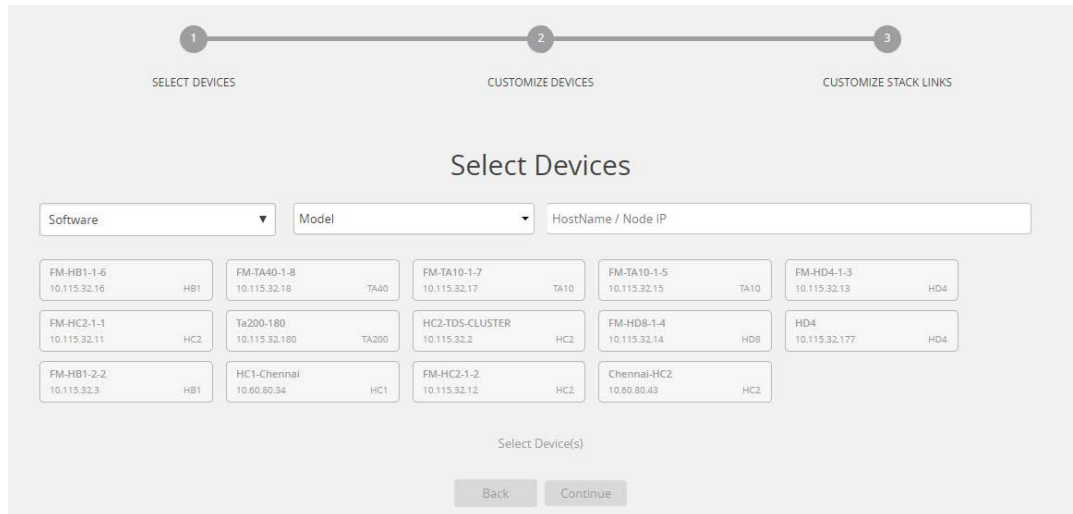 1 2 3
SELECT DEVICES CUSTOMIZE DEVICES CUSTOMIZE STACK LINKS
Select Devices
Software Model HostName / Node IP
FM-HB1-1-6 FM-TA40-1-8 FM-TA10-1-7 FM-TA10-1-5 FM-HD4-1-3
10.115.32.16 HB1 10.115.32.18 TA40 10.115.32.17 TA10 10.115.32.15 TA10 10.115.32.13 HD4
FM-HC2-1-1 Ta200-180 HC2-TDS-CLUSTER FM-HD8-1-4 HD4
10.115.32.11 HC2 10.115.32.180 TA200 10.115.32.2 HC2 10.115.32.14 HD8 10.115.32.177 HD4
FM-HB1-2-2 HC1-Chennai FM-HC2-1-2 Chennai-HC2
10.115.32.3 HB1 10.60.80.34 HC1 10.115.32.12 HC2 10.60.80.43 HC2
Select Device(s)
Back Continue